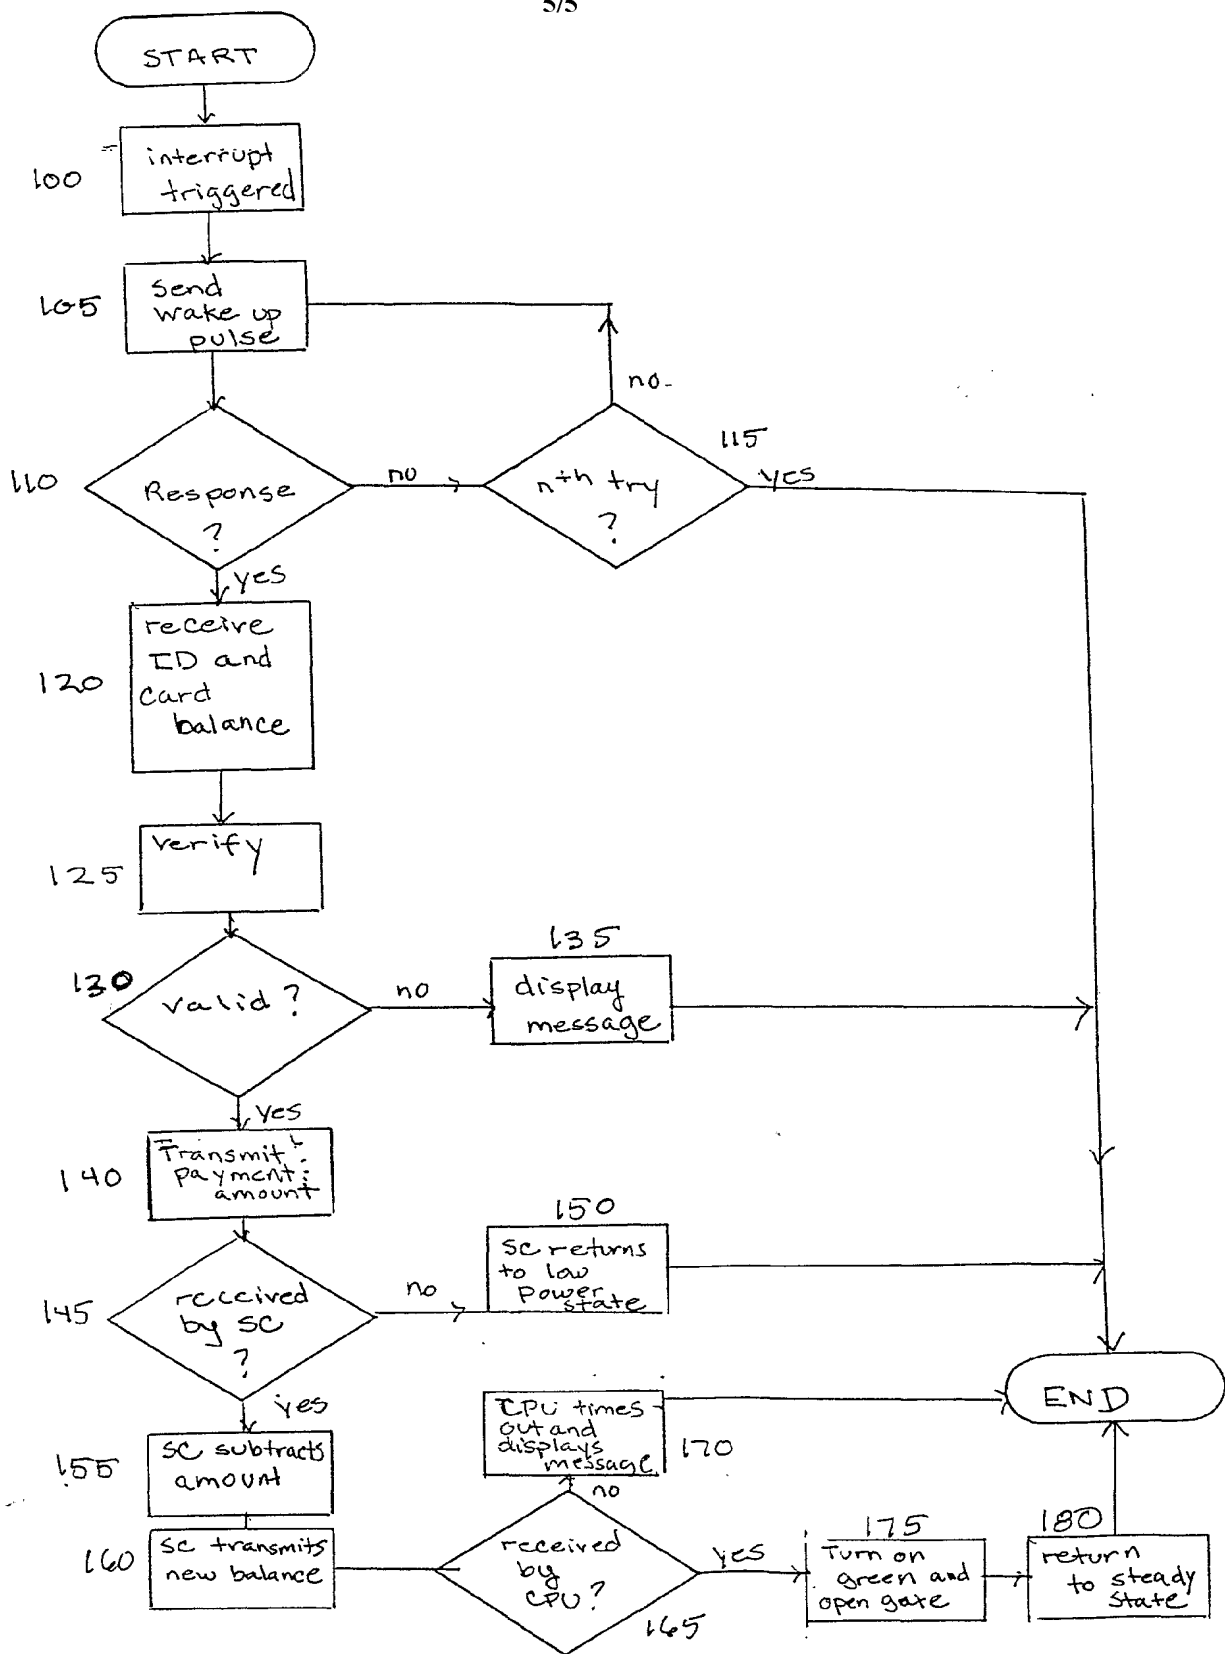 5/5
START
100
interrupt
triggered
105
send
wake up
pulse
no
115
110
Response
?
no
nth try
?
yes
yes
120
receive
ID and
card
balance
125
verify
130
valid?
no
135
display
message
yes
140
Transmit
payment
amount
145
received
by SC
?
no
150
SC returns
to low
power
state
yes
155
SC subtracts
amount
160
SC transmits
new balance
CPU times
out and
displays
message
170
no
received
by
CPU?
165
yes
175
Turn on
green and
open gate
180
return
to steady
state
END